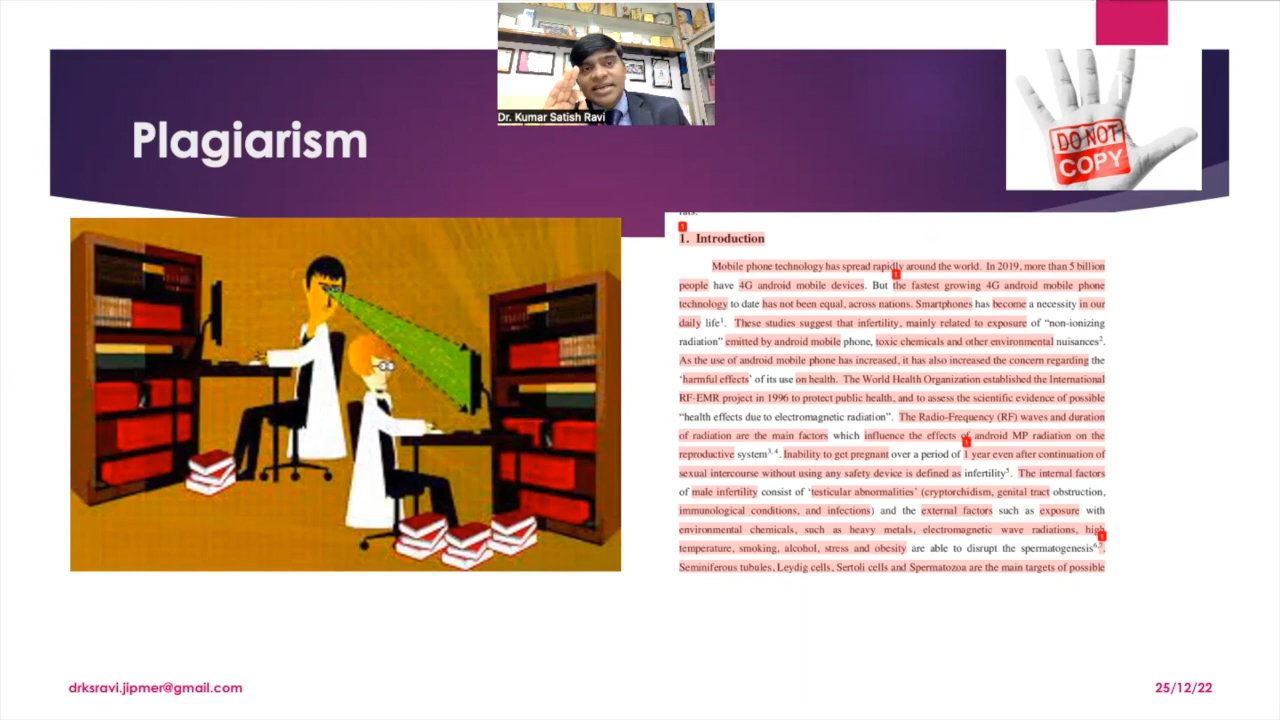 Dr. Kumar Satish Ravi
Plagiarism
DO NOT
COPY
1
1. Introduction
Mobile phone technology has spread rapidly around the world. In 2019, more than 5 billion
1
people have 4G android mobile devices. But the fastest growing 4G android mobile phone
technology to date has not been equal, across nations. Smartphones has become a necessity in our
daily life1. These studies suggest that infertility, mainly related to exposure of “non-ionizing
radiation” emitted by android mobile phone, toxic chemicals and other environmental nuisances2.
As the use of android mobile phone has increased, it has also increased the concern regarding the
‘harmful effects’ of its use on health. The World Health Organization established the International
RF-EMR project in 1996 to protect public health, and to assess the scientific evidence of possible
“health effects due to electromagnetic radiation”. The Radio-Frequency (RF) waves and duration
of radiation are the main factors which influence the effects of android MP radiation on the
1
reproductive system3,4. Inability to get pregnant over a period of 1 year even after continuation of
sexual intercourse without using any safety device is defined as infertility5. The internal factors
of male infertility consist of ‘testicular abnormalities’ (cryptorchidism, genital tract obstruction,
immunological conditions, and infections) and the external factors such as exposure with
environmental chemicals, such as heavy metals, electromagnetic wave radiations, high
1
temperature, smoking, alcohol, stress and obesity are able to disrupt the spermatogenesis6,7.
Seminiferous tubules, Leydig cells, Sertoli cells and Spermatozoa are the main targets of possible
drksravi.jipmer@gmail.com
25/12/22